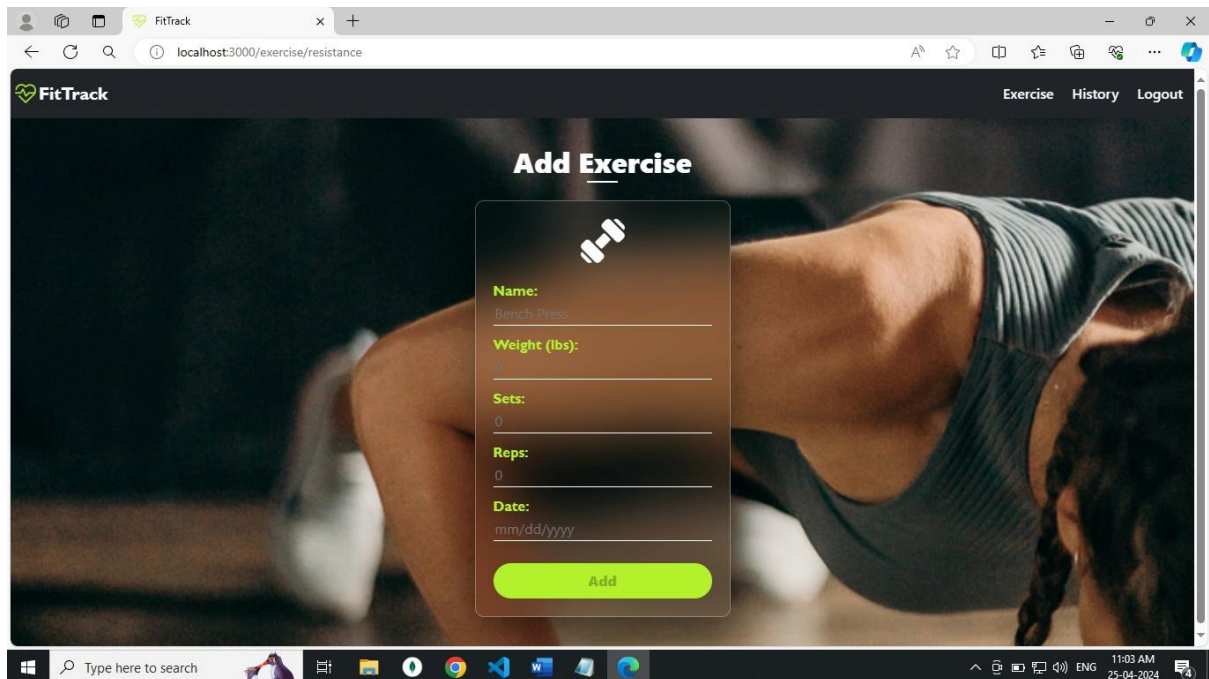 FitTrack
localhost:3000/exercise/resistance
FitTrack
Exercise History Logout
Add Exercise
Name:
Bench Press
Weight (lbs):
0
Sets:
0
Reps:
0
Date:
mm/dd/yyyy
Add
Type here to search
ENG
11:03 AM
25-04-2024
4